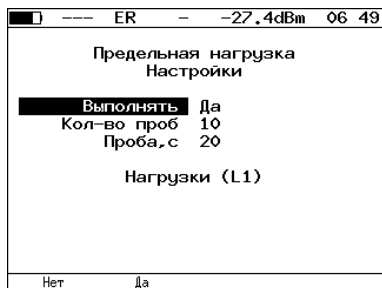 --- ER - -27.4dBm 06 49
Предельная нагрузка
Настройки
Выполнять Да
Кол-во проб 10
Проба,с 20
Нагрузки (L1)
Нет Да